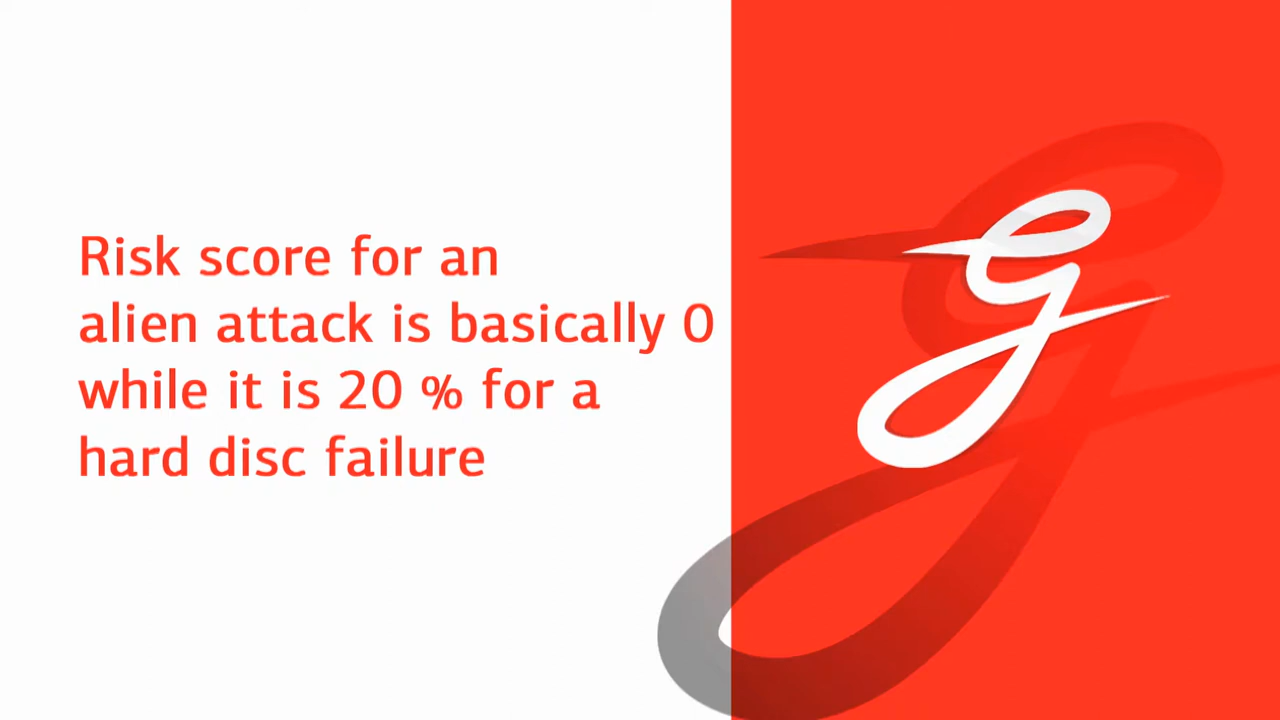 Risk score for an
alien attack is basically 0
while it is 20 % for a
hard disc failure